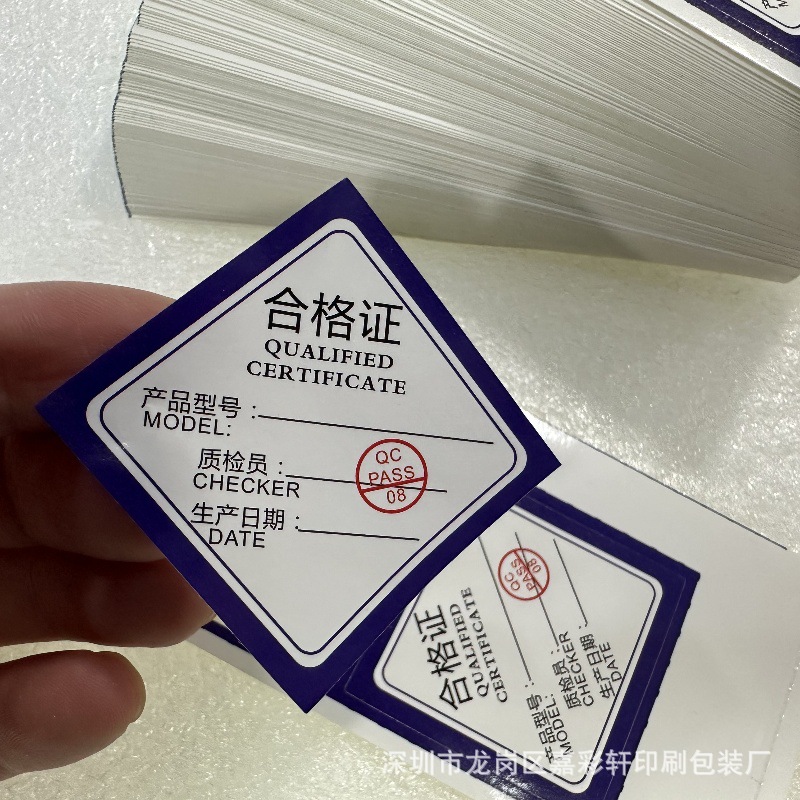 合格证
QUALIFIED
CERTIFICATE
产品型号：
MODEL:
质检员：
CHECKER
QC
PASS
08
生产日期：
DATE
合格证
QUALIFIED
CERTIFICATE
产品型号：
MODEL:
质检员：
CHECKER
QC
PASS
08
生产日期：
DATE
深圳市龙岗区嘉彩轩印刷包装厂